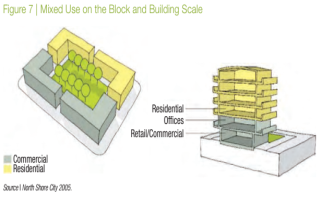 Figure 7 | Mixed Use on the Block and Building Scale
Residential
Offices
Retail/Commercial
Commercial
Residential
Source \ North Shore City 2005.